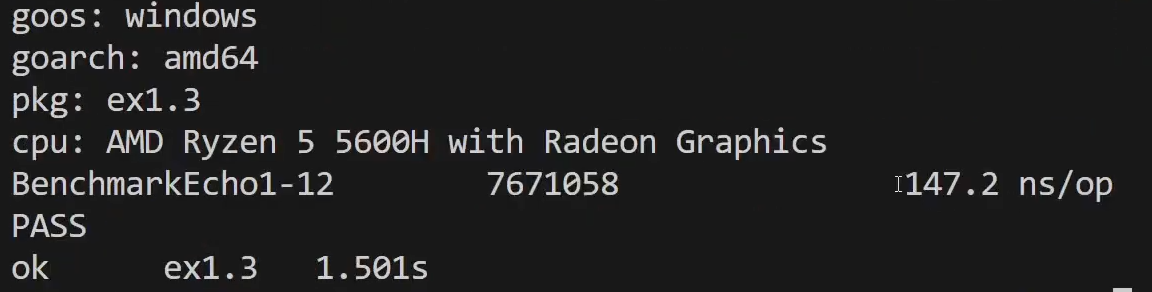 goos: windows
goarch: amd64
pkg: ex1.3
cpu: AMD Ryzen 5 5600H with Radeon Graphics
BenchmarkEcho1-12 7671058 147.2 ns/op
PASS
ok ex1.3 1.501s